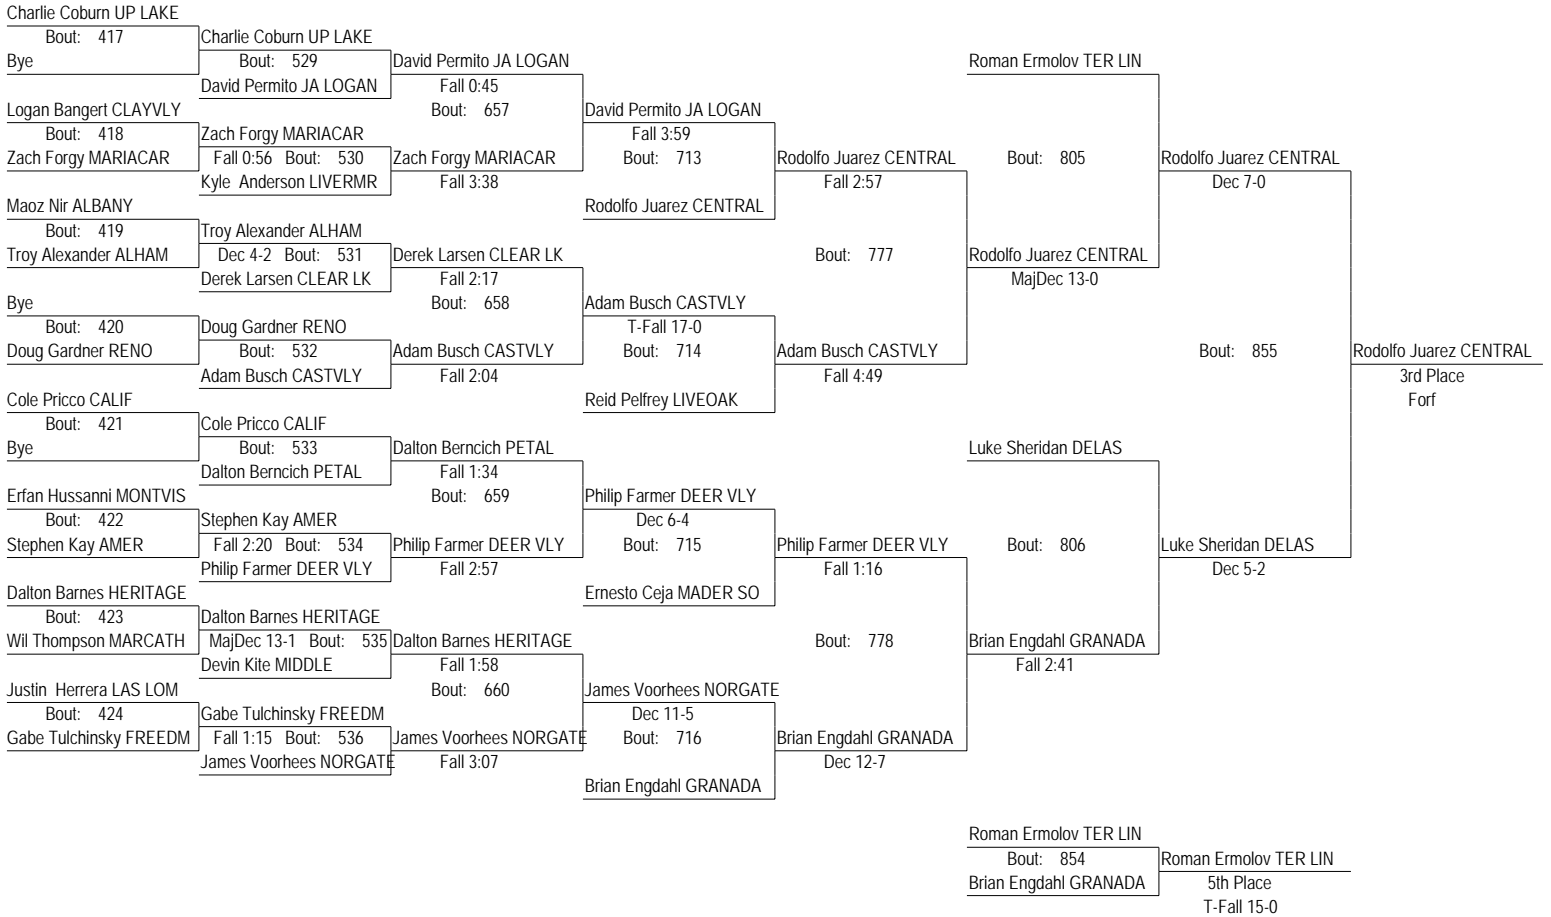 Charlie Coburn UP LAKE
Bout: 417
Bye
Logan Bangert CLAYVLY
Bout: 418
Zach Forgy MARIACAR
Maoz Nir ALBANY
Bout: 419
Troy Alexander ALHAM
Bye
Bout: 420
Doug Gardner RENO
Cole Pricco CALIF
Bout: 421
Bye
Erfan Hussanni MONTVIS
Bout: 422
Stephen Kay AMER
Dalton Barnes HERITAGE
Bout: 423
Wil Thompson MARCATH
Justin Herrera LAS LOM
Bout: 424
Gabe Tulchinsky FREEDM
Charlie Coburn UP LAKE
Bout: 529
David Permito JA LOGAN
Zach Forgy MARIACAR
Fall 0:56 Bout: 530
Kyle Anderson LIVERMR
Troy Alexander ALHAM
Dec 4-2 Bout: 531
Derek Larsen CLEAR LK
Doug Gardner RENO
Bout: 532
Adam Busch CASTVLY
Cole Pricco CALIF
Bout: 533
Dalton Berncich PETAL
Stephen Kay AMER
Fall 2:20 Bout: 534
Philip Farmer DEER VLY
Dalton Barnes HERITAGE
MajDec 13-1 Bout: 535
Devin Kite MIDDLE
Gabe Tulchinsky FREEDM
Fall 1:15 Bout: 536
James Voorhees NORGATE
David Permito JA LOGAN
Fall 0:45
Bout: 657
Zach Forgy MARIACAR
Fall 3:38
Derek Larsen CLEAR LK
Fall 2:17
Bout: 658
Adam Busch CASTVLY
Fall 2:04
Dalton Berncich PETAL
Fall 1:34
Bout: 659
Philip Farmer DEER VLY
Fall 2:57
Dalton Barnes HERITAGE
Fall 1:58
Bout: 660
James Voorhees NORGATE
Fall 3:07
David Permito JA LOGAN
Fall 3:59
Bout: 713
Rodolfo Juarez CENTRAL
Adam Busch CASTVLY
T-Fall 17-0
Bout: 714
Reid Pelfrey LIVEOAK
Philip Farmer DEER VLY
Dec 6-4
Bout: 715
Ernesto Ceja MADER SO
James Voorhees NORGATE
Dec 11-5
Bout: 716
Brian Engdahl GRANADA
Rodolfo Juarez CENTRAL
Fall 2:57
Bout: 777
Adam Busch CASTVLY
Fall 4:49
Philip Farmer DEER VLY
Fall 1:16
Bout: 778
Brian Engdahl GRANADA
Dec 12-7
Roman Ermolov TER LIN
Bout: 805
Rodolfo Juarez CENTRAL
MajDec 13-0
Luke Sheridan DELAS
Bout: 806
Brian Engdahl GRANADA
Fall 2:41
Rodolfo Juarez CENTRAL
Dec 7-0
Bout: 855
Luke Sheridan DELAS
Dec 5-2
Rodolfo Juarez CENTRAL
3rd Place
Forf
Roman Ermolov TER LIN
Bout: 854
Brian Engdahl GRANADA
Roman Ermolov TER LIN
5th Place
T-Fall 15-0